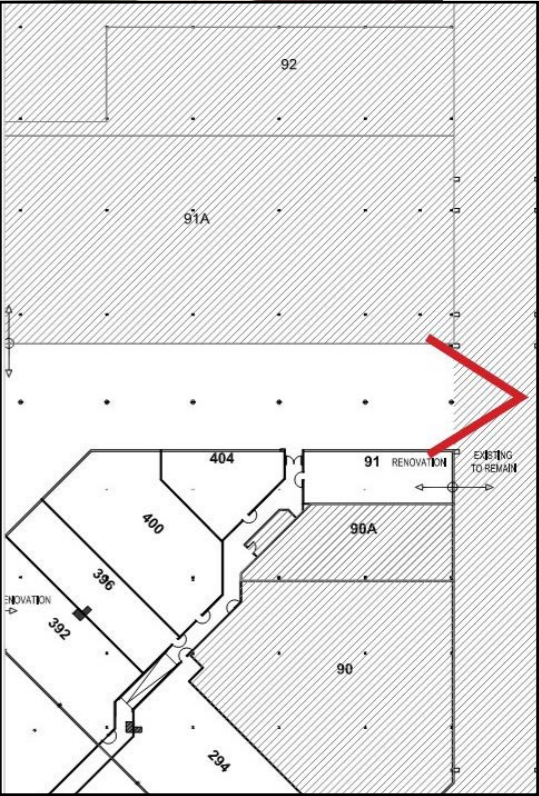 92
91A
404
91
RENOVATION
EXISTING
TO REMAIN
400
90A
396
ENOVATION
392
90
294